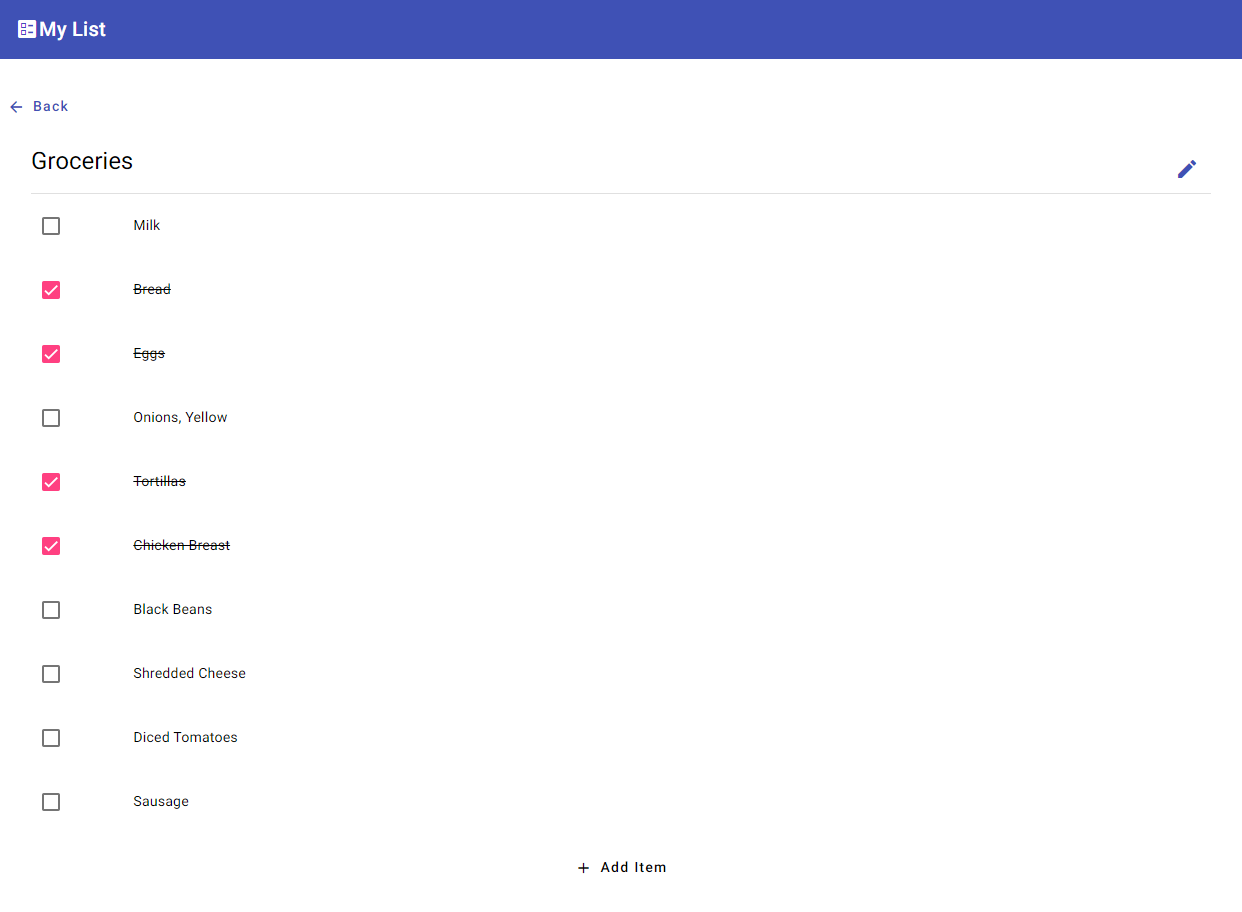 My List
Back
Groceries
Milk
Bread
Eggs
Onions, Yellow
Tortillas
Chicken Breast
Black Beans
Shredded Cheese
Diced Tomatoes
Sausage
+ Add Item